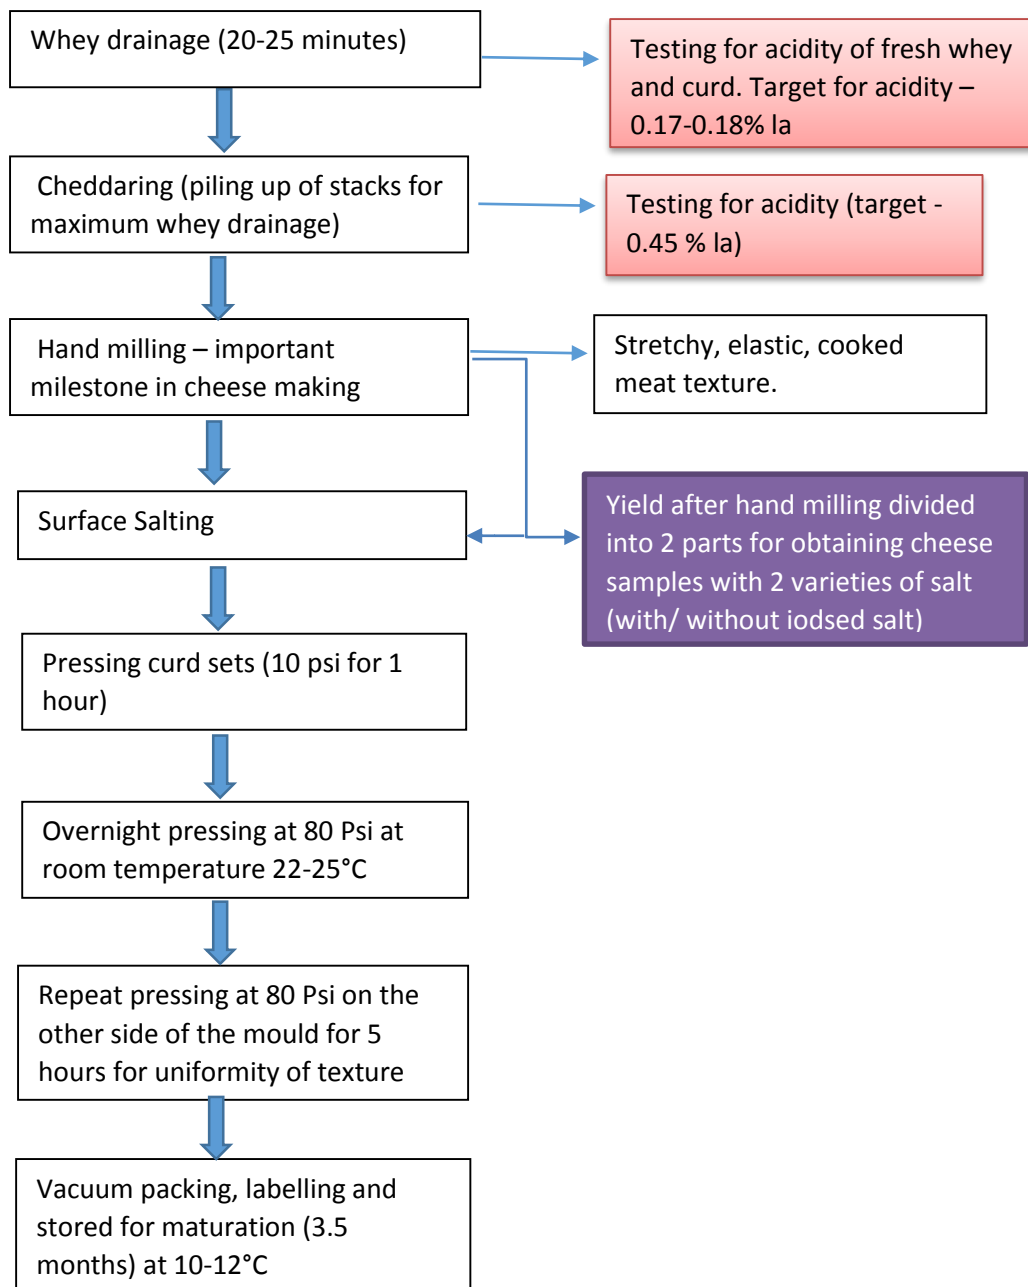 Whey drainage (20-25 minutes)
Testing for acidity of fresh whey
and curd. Target for acidity –
0.17-0.18% la
Cheddaring (piling up of stacks for
maximum whey drainage)
Testing for acidity (target -
0.45 % la)
Hand milling – important
milestone in cheese making
Stretchy, elastic, cooked
meat texture.
Surface Salting
Yield after hand milling divided
into 2 parts for obtaining cheese
samples with 2 varieties of salt
(with/ without iodsed salt)
Pressing curd sets (10 psi for 1
hour)
Overnight pressing at 80 Psi at
room temperature 22-25°C
Repeat pressing at 80 Psi on the
other side of the mould for 5
hours for uniformity of texture
Vacuum packing, labelling and
stored for maturation (3.5
months) at 10-12°C